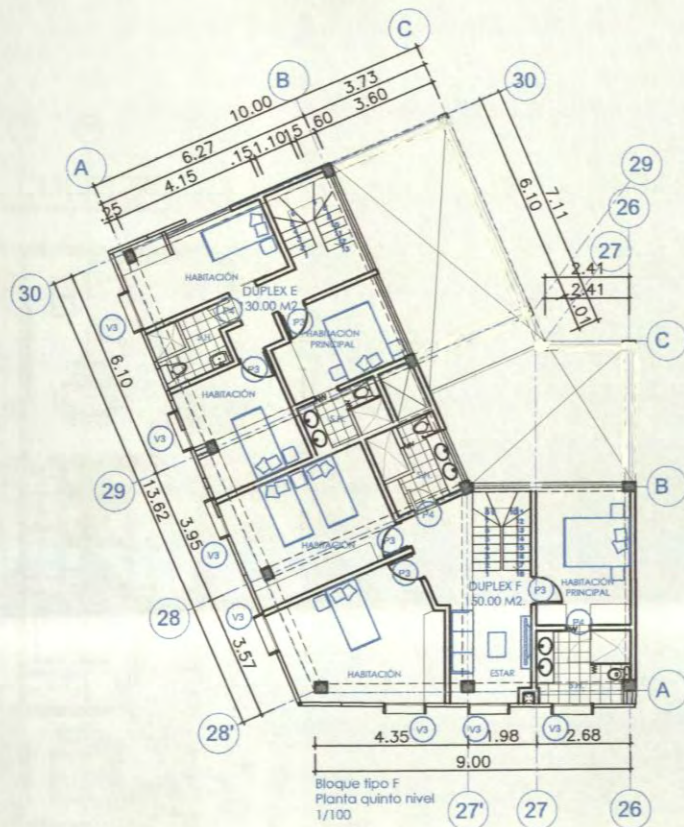 C
B
A
30
29
26
27
C
B
A
30
29
28
28'
27'
27
26
10.00
3.73
6.27
3.60
.15
1.10
.15
.60
4.15
.25
6.10
7.11
2.41
2.41
1.01
6.10
13.62
3.95
3.57
HABITACIÓN
DUPLEX E
130.00 M2.
V3
P4
P3
HABITACIÓN
PRINCIPAL
S.H.
P3
HABITACIÓN
V3
V3
HABITACIÓN
P4
P3
P3
DUPLEX F
150.00 M2.
P3
HABITACIÓN
PRINCIPAL
P4
V3
HABITACIÓN
ESTAR
S.H.
V3
V3
V3
4.35
1.98
2.68
9.00
Bloque tipo F
Planta quinto nivel
1/100